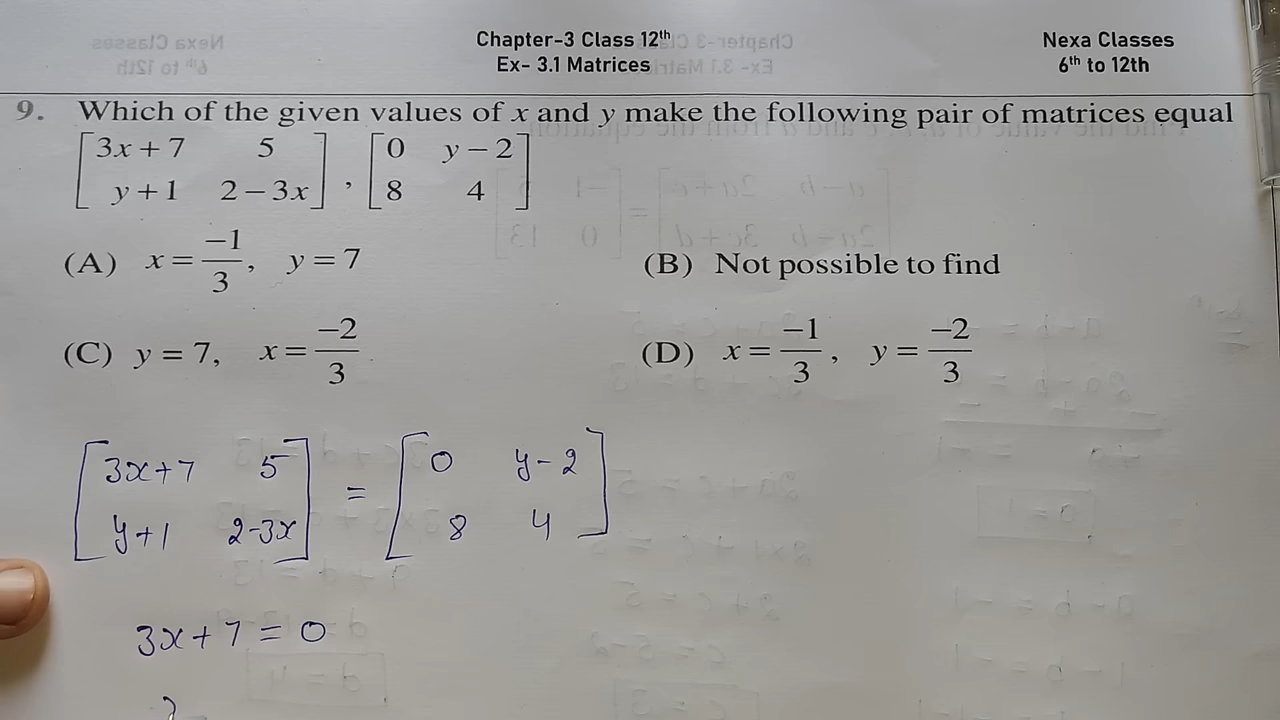 Chapter-3 Class 12th
Ex- 3.1 Matrices
Nexa Classes
6th to 12th
9. Which of the given values of x and y make the following pair of matrices equal
[3x + 7 5] , [0 y − 2]
[y + 1 2 − 3x] [8 4]
(A) x = −1/3, y = 7
(B) Not possible to find
(C) y = 7, x = −2/3
(D) x = −1/3, y = −2/3
[3x+7 5] = [0 y-2]
[y+1 2-3x] [8 4]
3x + 7 = 0